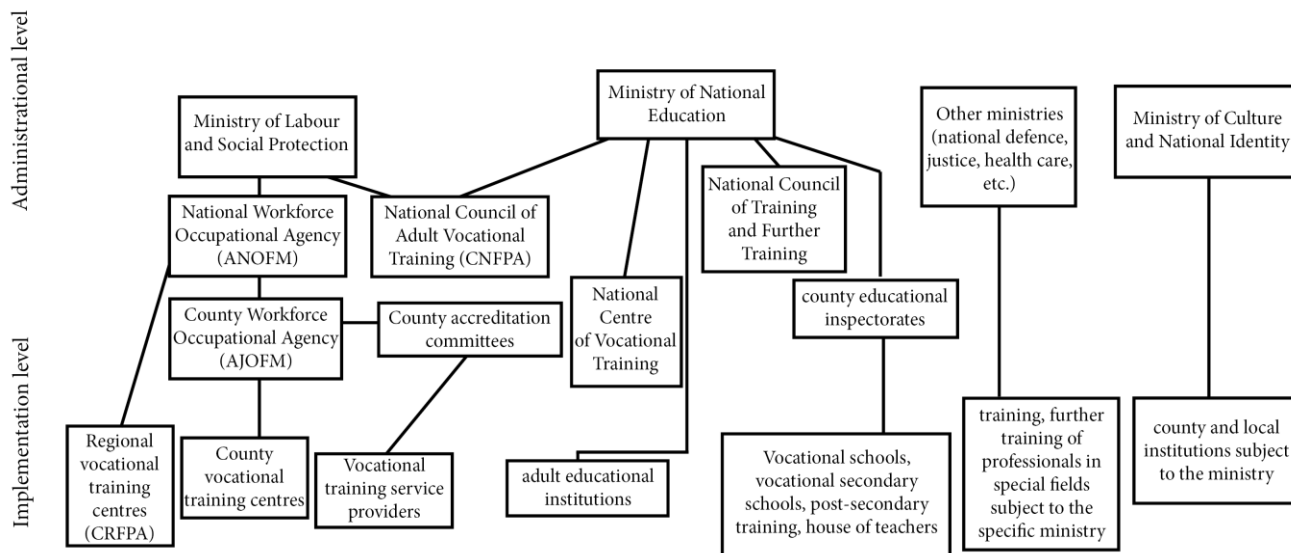 Administrational level
Implementation level
Ministry of Labour
and Social Protection
Ministry of National
Education
Other ministries
(national defence,
justice, health care,
etc.)
Ministry of Culture
and National Identity
National Workforce
Occupational Agency
(ANOFM)
National Council of
Adult Vocational
Training (CNFPA)
National Council
of Training
and Further
Training
County Workforce
Occupational Agency
(AJOFM)
County accreditation
committees
National
Centre
of Vocational
Training
county educational
inspectorates
Regional
vocational
training
centres
(CRFPA)
County
vocational
training centres
Vocational
training service
providers
adult educational
institutions
Vocational schools,
vocational secondary
schools, post-secondary
training, house of teachers
training, further
training of
professionals in
special fields
subject to the
specific ministry
county and local
institutions subject
to the ministry